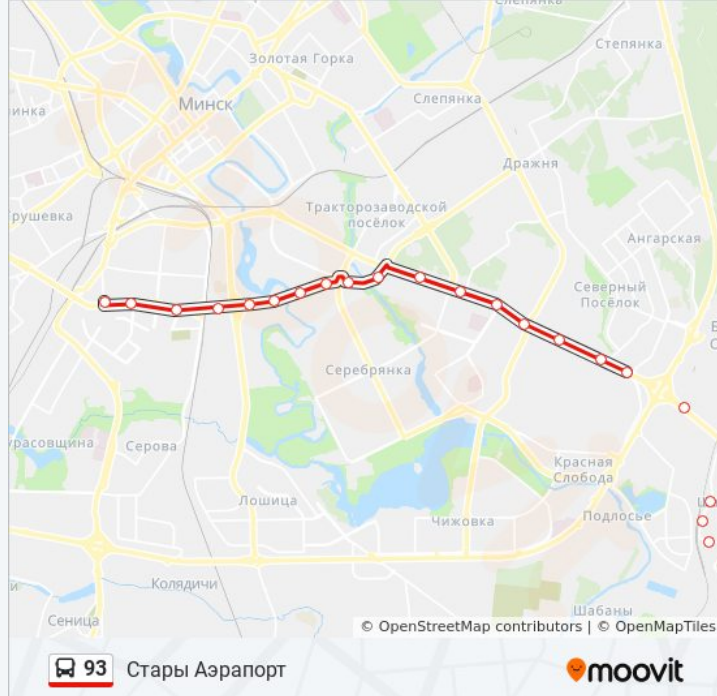 Слепянка
Степянка
Золотая Горка
Минск
Слепянка
Дражня
Грушевка
Тракторозаводской
посёлок
Ангарская
Северный
Посёлок
Серебрянка
Курасовщина
Серова
Красная
Слобода
Лошица
Чижовка
Подлосье
Колядичи
Шабаны
Сеница
© OpenStreetMap contributors | © OpenMapTiles
93 Стары Аэрапорт
moovit